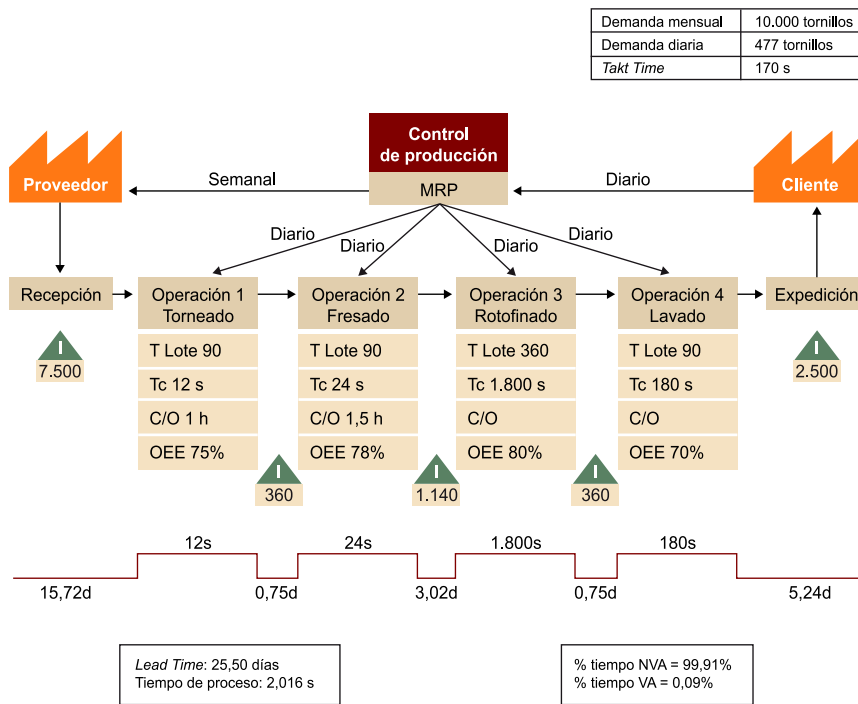 Demanda mensual 10.000 tornillos
Demanda diaria 477 tornillos
Takt Time 170 s
Control
de producción
MRP
Proveedor
Semanal
Diario
Cliente
Diario
Diario
Diario
Diario
Recepción
Operación 1
Torneado
Operación 2
Fresado
Operación 3
Rotofinado
Operación 4
Lavado
Expedición
I
7.500
T Lote 90
Tc 12 s
C/O 1 h
OEE 75%
I
360
T Lote 90
Tc 24 s
C/O 1,5 h
OEE 78%
I
1.140
T Lote 360
Tc 1.800 s
C/O
OEE 80%
I
360
T Lote 90
Tc 180 s
C/O
OEE 70%
I
2.500
12s
24s
1.800s
180s
15,72d
0,75d
3,02d
0,75d
5,24d
Lead Time: 25,50 días
Tiempo de proceso: 2,016 s
% tiempo NVA = 99,91%
% tiempo VA = 0,09%